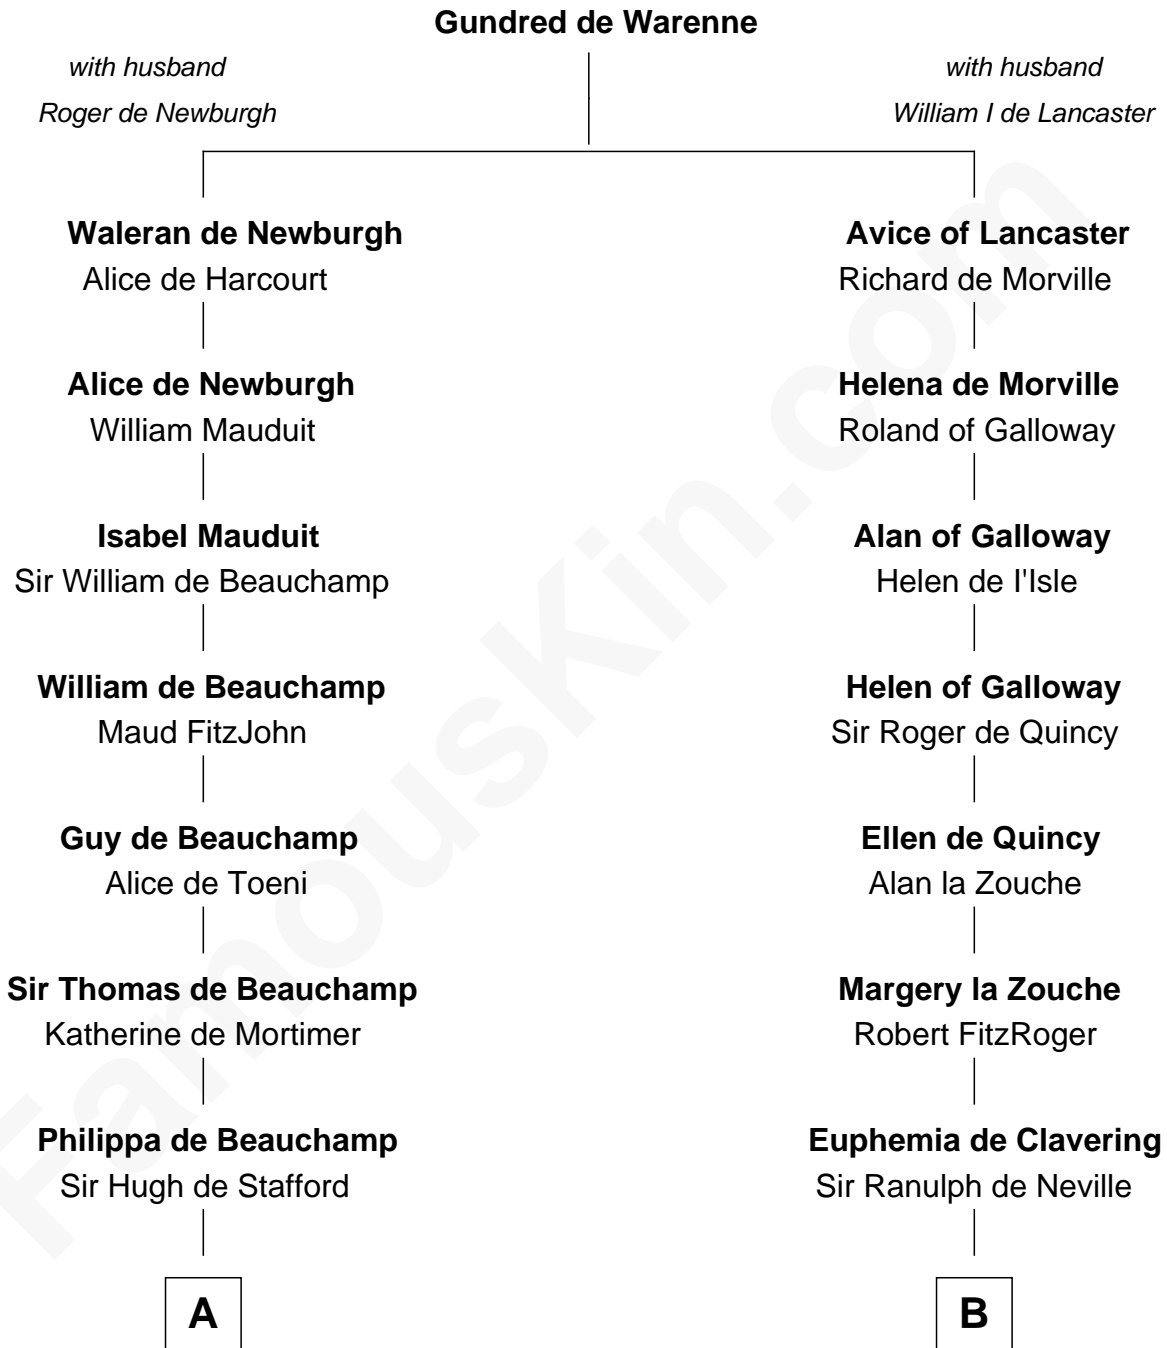 Gundred de Warenne
with husband
Roger de Newburgh
with husband
William I de Lancaster
Waleran de Newburgh
Alice de Harcourt
Avice of Lancaster
Richard de Morville
Alice de Newburgh
William Mauduit
Helena de Morville
Roland of Galloway
Isabel Mauduit
Sir William de Beauchamp
Alan of Galloway
Helen de I'Isle
William de Beauchamp
Maud FitzJohn
Helen of Galloway
Sir Roger de Quincy
Guy de Beauchamp
Alice de Toeni
Ellen de Quincy
Alan la Zouche
Sir Thomas de Beauchamp
Katherine de Mortimer
Margery la Zouche
Robert FitzRoger
Philippa de Beauchamp
Sir Hugh de Stafford
Euphemia de Clavering
Sir Ranulph de Neville
A
B
FamousKin.com